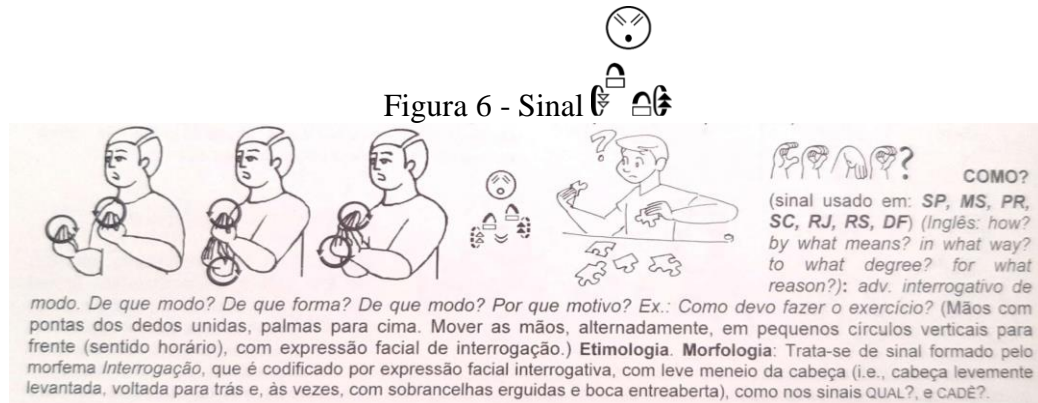 Figura 6 - Sinal
?
? COMO?
(sinal usado em: SP, MS, PR,
SC, RJ, RS, DF) (Inglês: how?
by what means? in what way?
to what degree? for what
reason?): adv. interrogativo de
modo. De que modo? De que forma? De que modo? Por que motivo? Ex.: Como devo fazer o exercício? (Mãos com
pontas dos dedos unidas, palmas para cima. Mover as mãos, alternadamente, em pequenos círculos verticais para
frente (sentido horário), com expressão facial de interrogação.) Etimologia. Morfologia: Trata-se de sinal formado pelo
morfema Interrogação, que é codificado por expressão facial interrogativa, com leve meneio da cabeça (i.e., cabeça levemente
levantada, voltada para trás e, às vezes, com sobrancelhas erguidas e boca entreaberta), como nos sinais QUAL?, e CADÊ?.